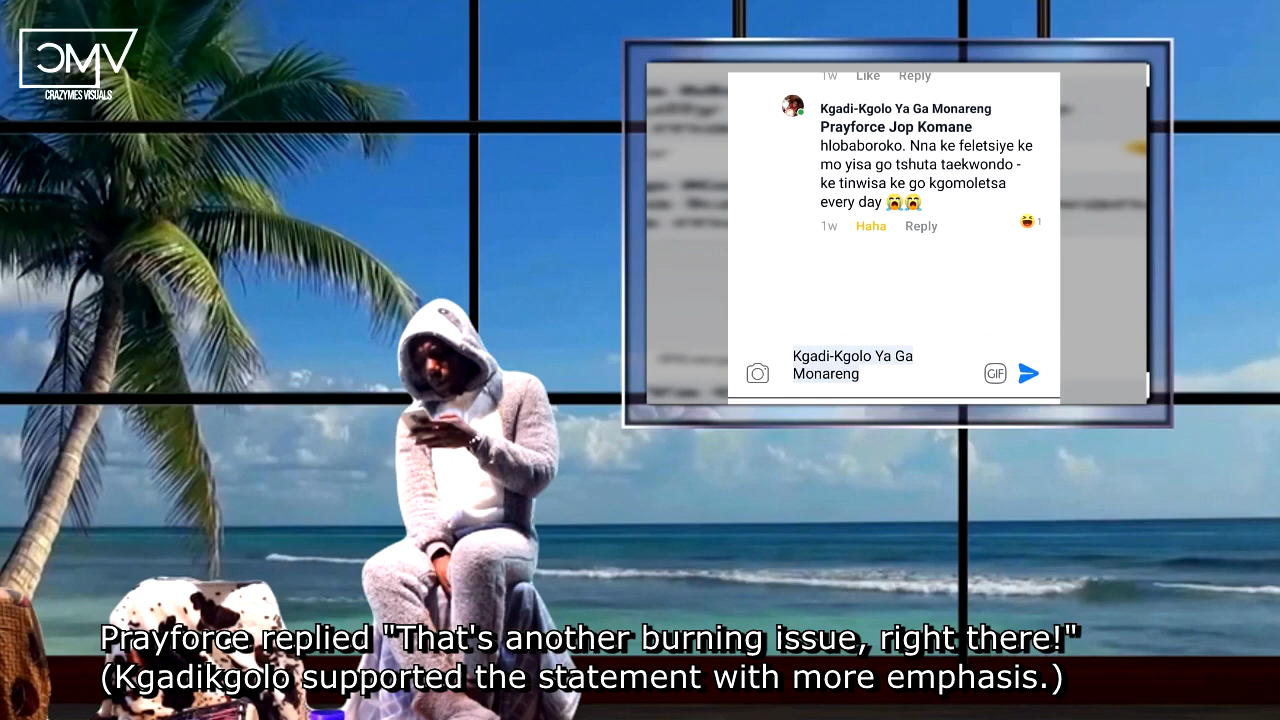 CMV
CRAZYMES VISUALS
1w Like Reply
Kgadi-Kgolo Ya Ga Monareng
Prayforce Jop Komane
hlobaboroko. Nna ke feletsiye ke
mo yisa go tshuta taekwondo -
ke tinwisa ke go kgomoletsa
every day 😭😭
1w Haha Reply 1
Kgadi-Kgolo Ya Ga
Monareng
GIF
Prayforce replied "That's another burning issue, right there!"
(Kgadikgolo supported the statement with more emphasis.)